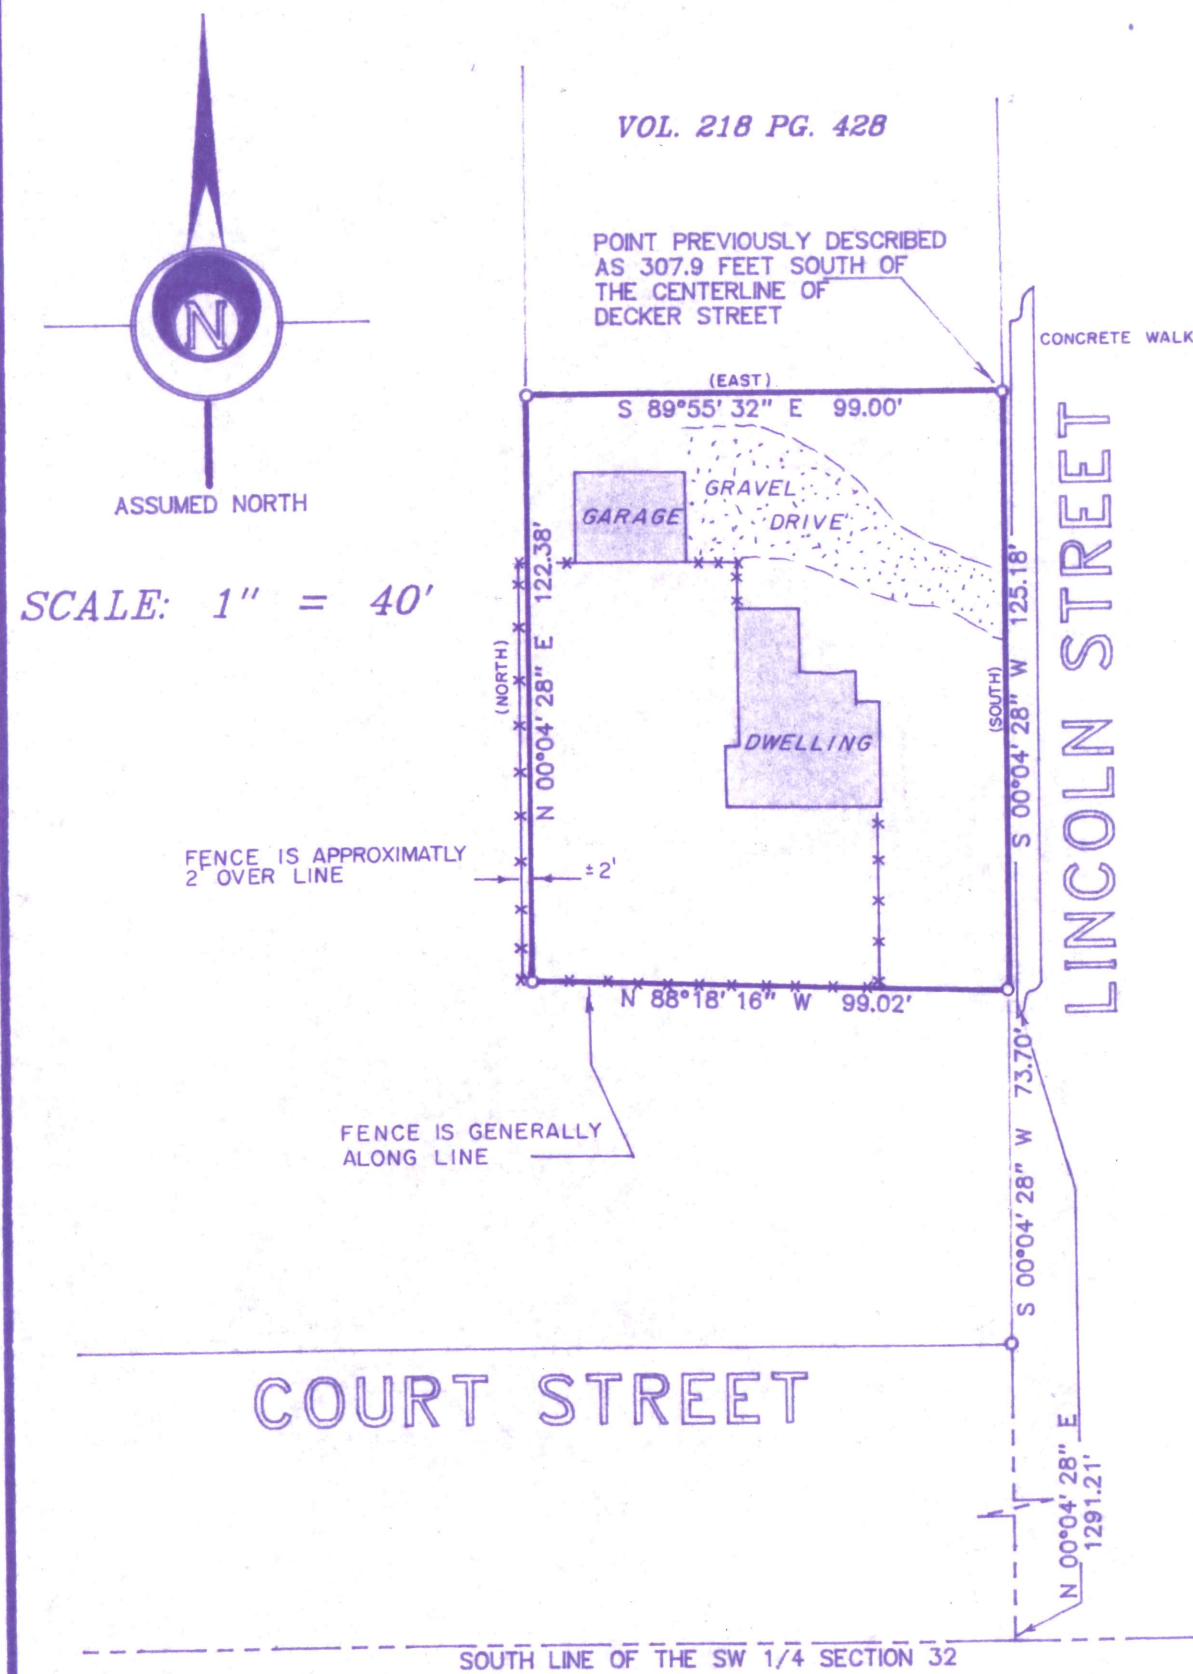 VOL. 218 PG. 428
POINT PREVIOUSLY DESCRIBED
AS 307.9 FEET SOUTH OF
THE CENTERLINE OF
DECKER STREET
N
ASSUMED NORTH
SCALE: 1" = 40'
CONCRETE WALK
(EAST)
S 89°55' 32" E 99.00'
GARAGE
GRAVEL
DRIVE
(NORTH)
N 00°04' 28" E 122.38'
(SOUTH)
S 00°04' 28" W 125.18'
LINCOLN STREET
DWELLING
FENCE IS APPROXIMATLY
2' OVER LINE
±2'
N 88°18' 16" W 99.02'
FENCE IS GENERALLY
ALONG LINE
S 00°04' 28" W 73.70'
COURT STREET
N 00°04' 28" E
1291.21'
SOUTH LINE OF THE SW 1/4 SECTION 32